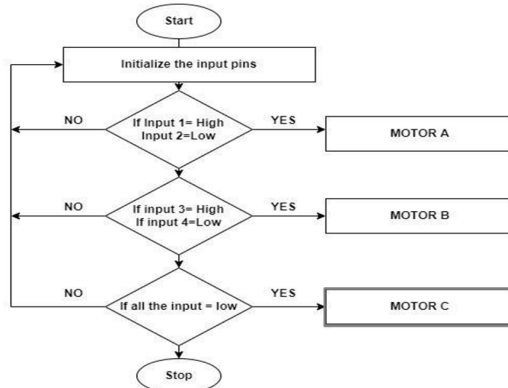 Start
Initialize the input pins
NO
If Input 1= High
Input 2=Low
YES
MOTOR A
NO
If input 3= High
If input 4=Low
YES
MOTOR B
NO
If all the input = low
YES
MOTOR C
Stop